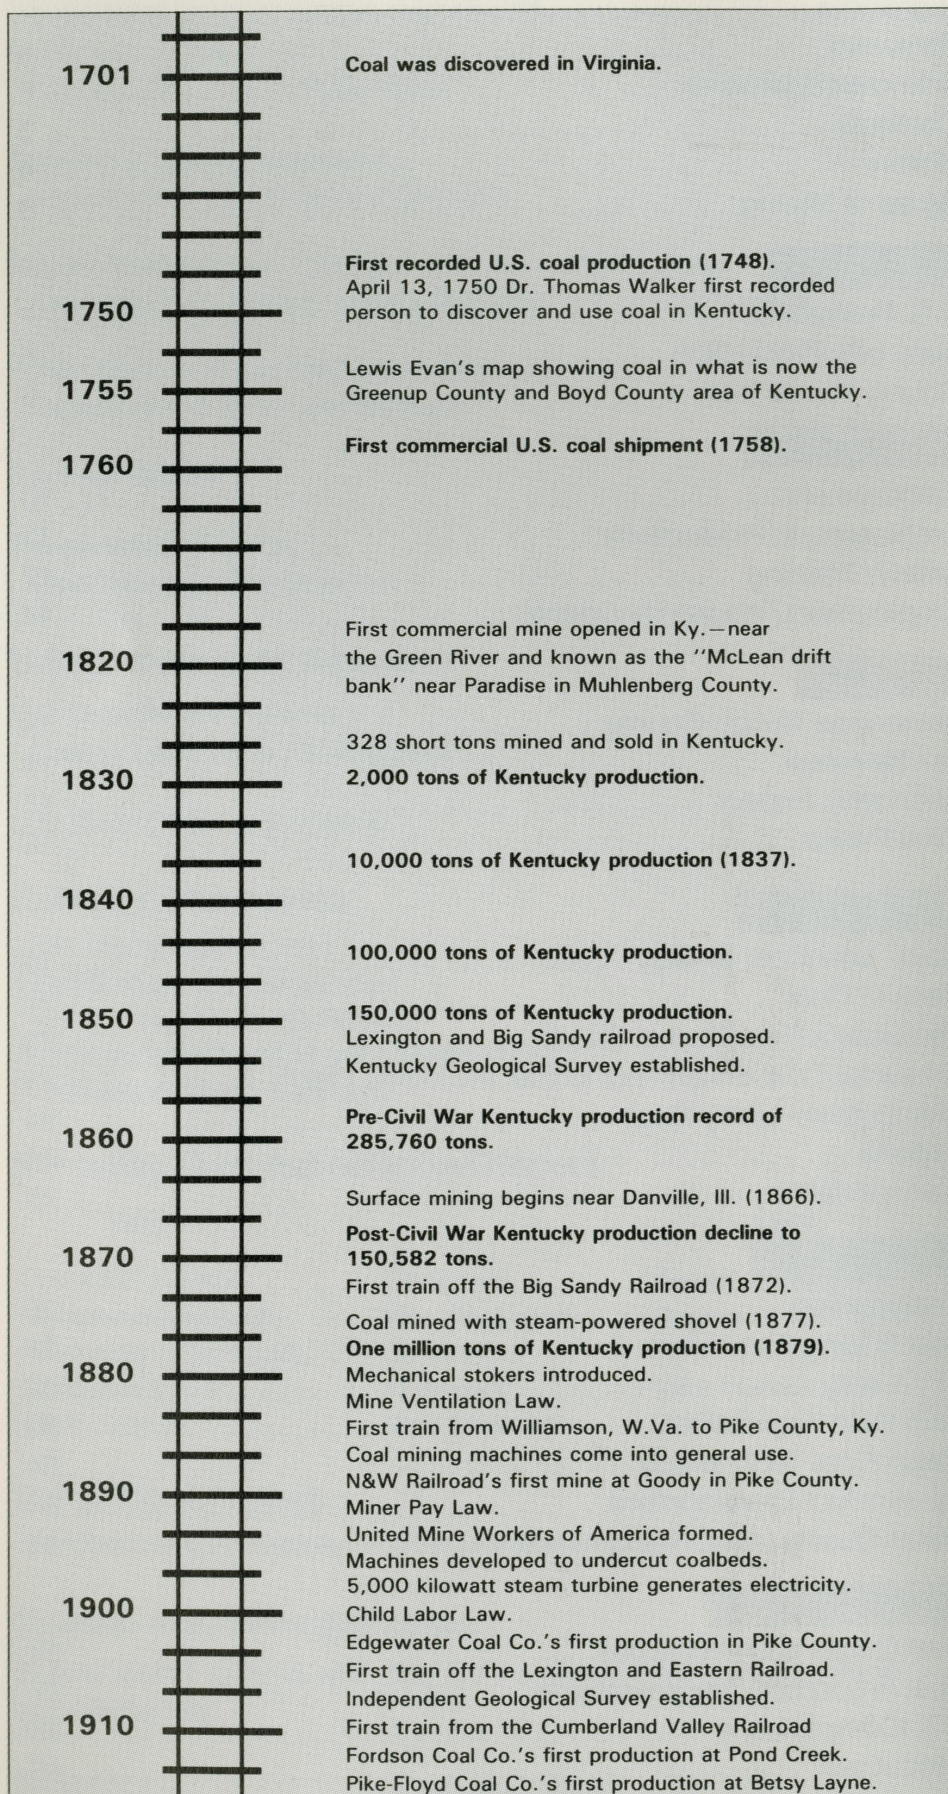 1701 Coal was discovered in Virginia.
First recorded U.S. coal production (1748).
April 13, 1750 Dr. Thomas Walker first recorded
1750 person to discover and use coal in Kentucky.
Lewis Evan's map showing coal in what is now the
1755 Greenup County and Boyd County area of Kentucky.
First commercial U.S. coal shipment (1758).
1760
First commercial mine opened in Ky.—near
1820 the Green River and known as the ''McLean drift
bank'' near Paradise in Muhlenberg County.
328 short tons mined and sold in Kentucky.
1830 2,000 tons of Kentucky production.
10,000 tons of Kentucky production (1837).
1840
100,000 tons of Kentucky production.
1850 150,000 tons of Kentucky production.
Lexington and Big Sandy railroad proposed.
Kentucky Geological Survey established.
Pre-Civil War Kentucky production record of
1860 285,760 tons.
Surface mining begins near Danville, Ill. (1866).
Post-Civil War Kentucky production decline to
1870 150,582 tons.
First train off the Big Sandy Railroad (1872).
Coal mined with steam-powered shovel (1877).
One million tons of Kentucky production (1879).
1880 Mechanical stokers introduced.
Mine Ventilation Law.
First train from Williamson, W.Va. to Pike County, Ky.
Coal mining machines come into general use.
1890 N&W Railroad's first mine at Goody in Pike County.
Miner Pay Law.
United Mine Workers of America formed.
Machines developed to undercut coalbeds.
5,000 kilowatt steam turbine generates electricity.
1900 Child Labor Law.
Edgewater Coal Co.'s first production in Pike County.
First train off the Lexington and Eastern Railroad.
Independent Geological Survey established.
1910 First train from the Cumberland Valley Railroad
Fordson Coal Co.'s first production at Pond Creek.
Pike-Floyd Coal Co.'s first production at Betsy Layne.